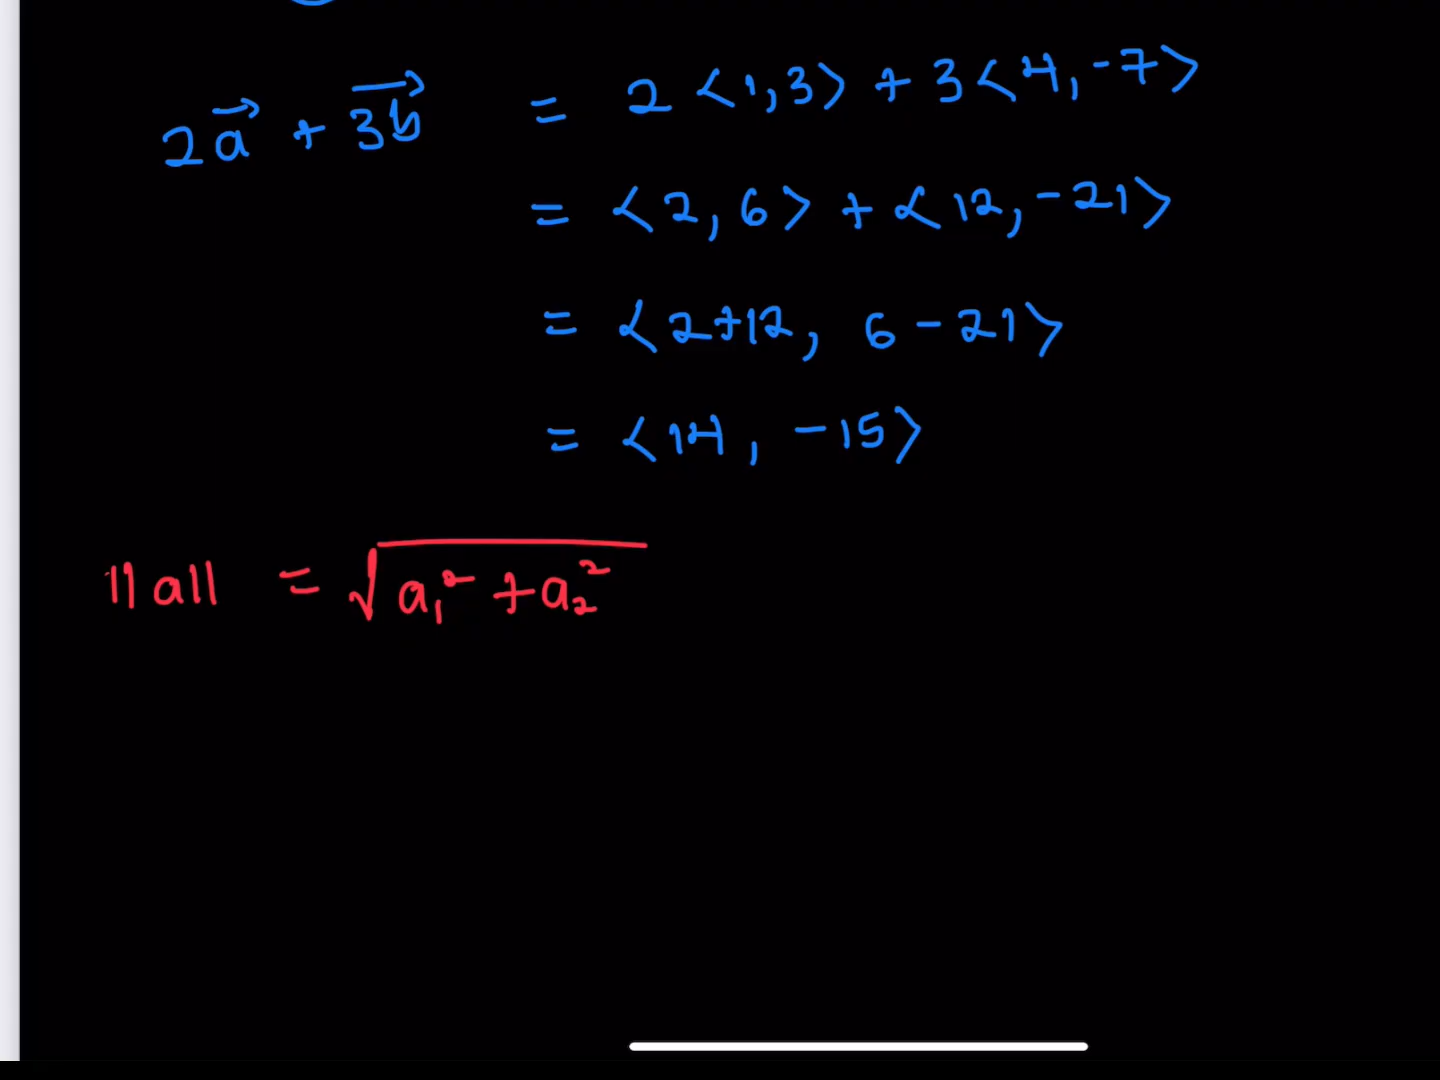 2a⃗ + 3b⃗ = 2 <1,3> + 3<4,-7>
= <2, 6> + <12, -21>
= <2+12, 6-21>
= <14, -15>
||a|| = √(a₁² + a₂²)